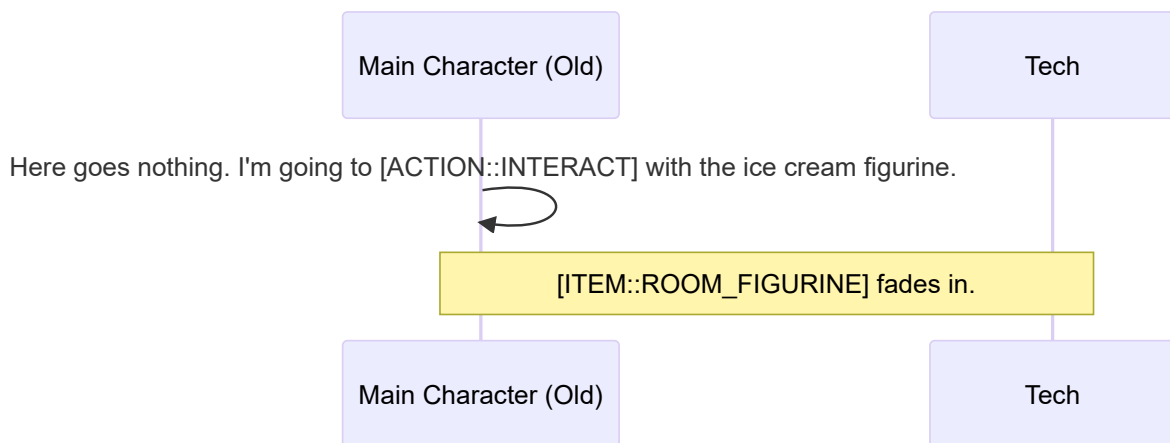 Main Character (Old)
Tech
Here goes nothing. I'm going to [ACTION::INTERACT] with the ice cream figurine.
[ITEM::ROOM_FIGURINE] fades in.
Main Character (Old)
Tech